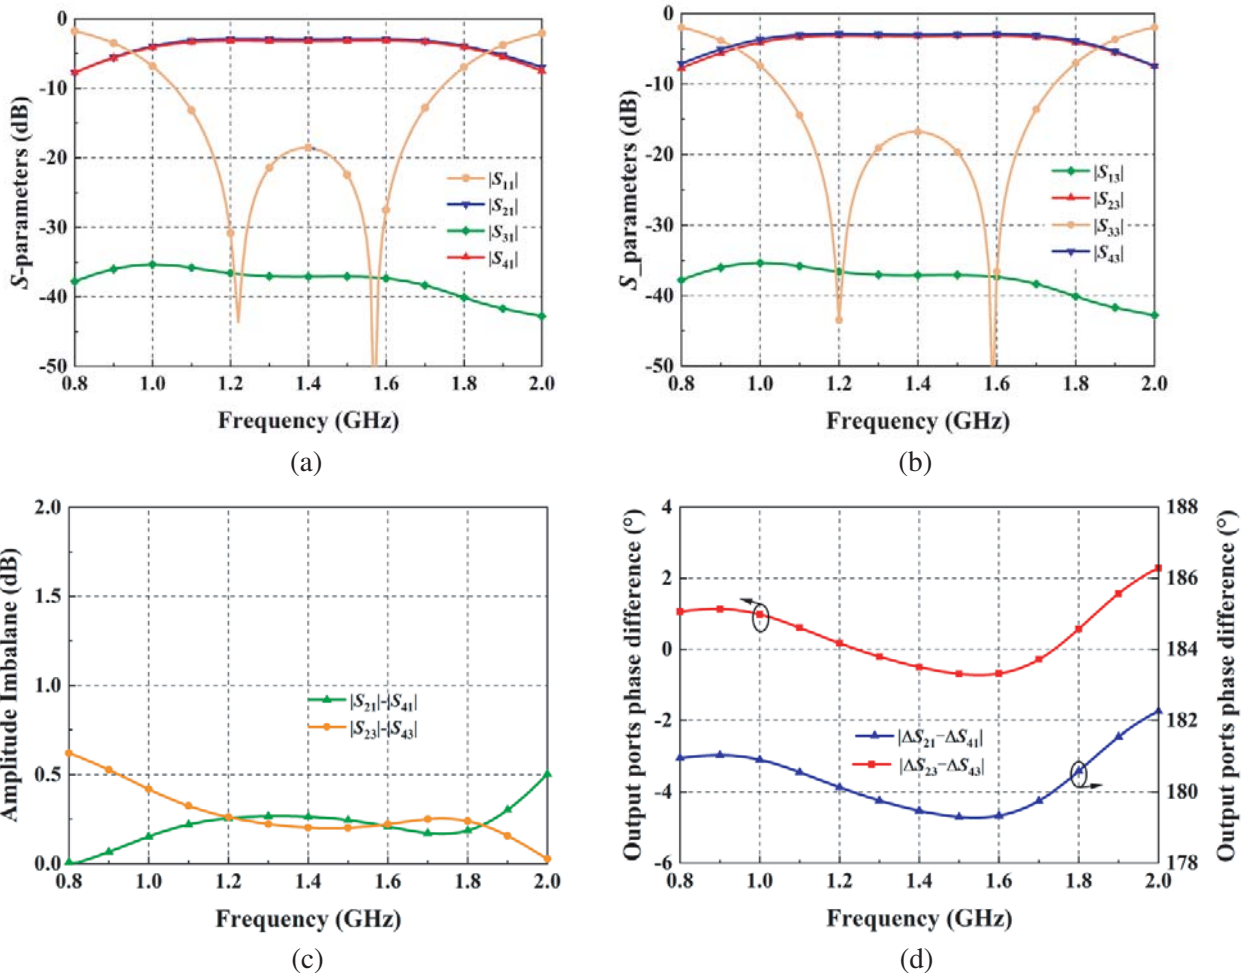 0
-10
-20
-30
-40
-50
S-parameters (dB)
|S11|
|S21|
|S31|
|S41|
0.8 1.0 1.2 1.4 1.6 1.8 2.0
Frequency (GHz)
(a)
0
-10
-20
-30
-40
-50
S_parameters (dB)
|S13|
|S23|
|S33|
|S43|
0.8 1.0 1.2 1.4 1.6 1.8 2.0
Frequency (GHz)
(b)
2.0
1.5
1.0
0.5
0.0
Amplitude Imbalane (dB)
|S21|-|S41|
|S23|-|S43|
0.8 1.0 1.2 1.4 1.6 1.8 2.0
Frequency (GHz)
(c)
4
2
0
-2
-4
-6
Output ports phase difference (°)
|ΔS21−ΔS41|
|ΔS23−ΔS43|
188
186
184
182
180
178
Output ports phase difference (°)
0.8 1.0 1.2 1.4 1.6 1.8 2.0
Frequency (GHz)
(d)